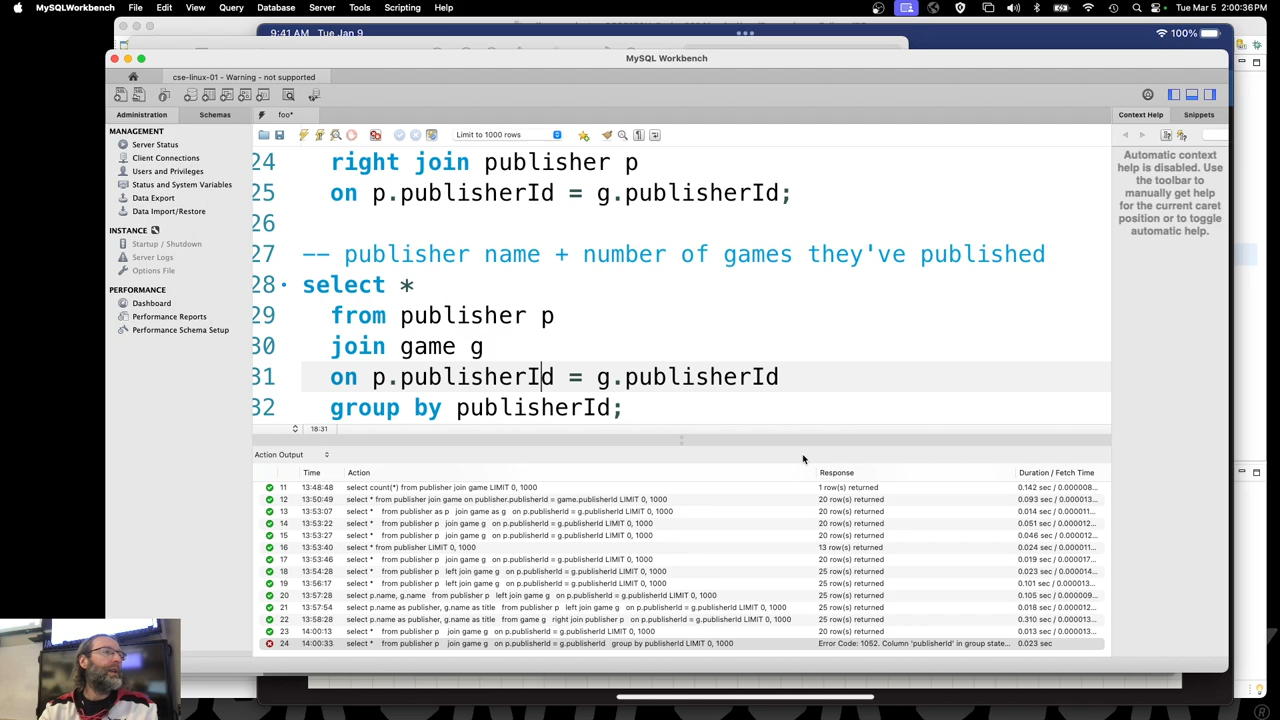 MySQLWorkbench File Edit View Query Database Server Tools Scripting Help Tue Mar 5 2:00:36 PM
9:41 AM Tue Jan 9 100%
MySQL Workbench
cse-linux-01 - Warning - not supported
Administration Schemas foo* Context Help Snippets
MANAGEMENT
Server Status
Client Connections
Users and Privileges
Status and System Variables
Data Export
Data Import/Restore
INSTANCE
Startup / Shutdown
Server Logs
Options File
PERFORMANCE
Dashboard
Performance Reports
Performance Schema Setup
Limit to 1000 rows
24 right join publisher p
25 on p.publisherId = g.publisherId;
26
27 -- publisher name + number of games they've published
28 select *
29 from publisher p
30 join game g
31 on p.publisherId = g.publisherId
32 group by publisherId;
Automatic context
help is disabled. Use
the toolbar to
manually get help
for the current caret
position or to toggle
automatic help.
18:31
Action Output
Time Action Response Duration / Fetch Time
11 13:48:48 select count(*) from publisher join game LIMIT 0, 1000 1 row(s) returned 0.142 sec / 0.000008...
12 13:50:49 select * from publisher join game on publisher.publisherId = game.publisherId LIMIT 0, 1000 20 row(s) returned 0.093 sec / 0.000013...
13 13:53:07 select * from publisher as p join game as g on p.publisherId = g.publisherId LIMIT 0, 1000 20 row(s) returned 0.014 sec / 0.000011...
14 13:53:22 select * from publisher p join game g on p.publisherId = g.publisherId LIMIT 0, 1000 20 row(s) returned 0.051 sec / 0.000012...
15 13:53:27 select * from publisher p join game g on p.publisherId = g.publisherId LIMIT 0, 1000 20 row(s) returned 0.046 sec / 0.000012...
16 13:53:40 select * from publisher LIMIT 0, 1000 13 row(s) returned 0.024 sec / 0.000011...
17 13:53:46 select * from publisher p join game g on p.publisherId = g.publisherId LIMIT 0, 1000 20 row(s) returned 0.019 sec / 0.000017...
18 13:54:28 select * from publisher p left join game g on p.publisherId = g.publisherId LIMIT 0, 1000 25 row(s) returned 0.023 sec / 0.000014...
19 13:56:17 select * from publisher p left join game g on p.publisherId = g.publisherId LIMIT 0, 1000 25 row(s) returned 0.101 sec / 0.000013...
20 13:57:28 select p.name, g.name from publisher p left join game g on p.publisherId = g.publisherId LIMIT 0, 1000 25 row(s) returned 0.105 sec / 0.000009...
21 13:57:54 select p.name as publisher, g.name as title from publisher p left join game g on p.publisherId = g.publisherId LIMIT 0, 1000 25 row(s) returned 0.018 sec / 0.000012...
22 13:58:28 select p.name as publisher, g.name as title from game g right join publisher p on p.publisherId = g.publisherId LIMIT 0, 1000 25 row(s) returned 0.310 sec / 0.000012...
23 14:00:13 select * from publisher p join game g on p.publisherId = g.publisherId LIMIT 0, 1000 20 row(s) returned 0.013 sec / 0.000013...
24 14:00:33 select * from publisher p join game g on p.publisherId = g.publisherId group by publisherId LIMIT 0, 1000 Error Code: 1052. Column 'publisherId' in group state... 0.023 sec